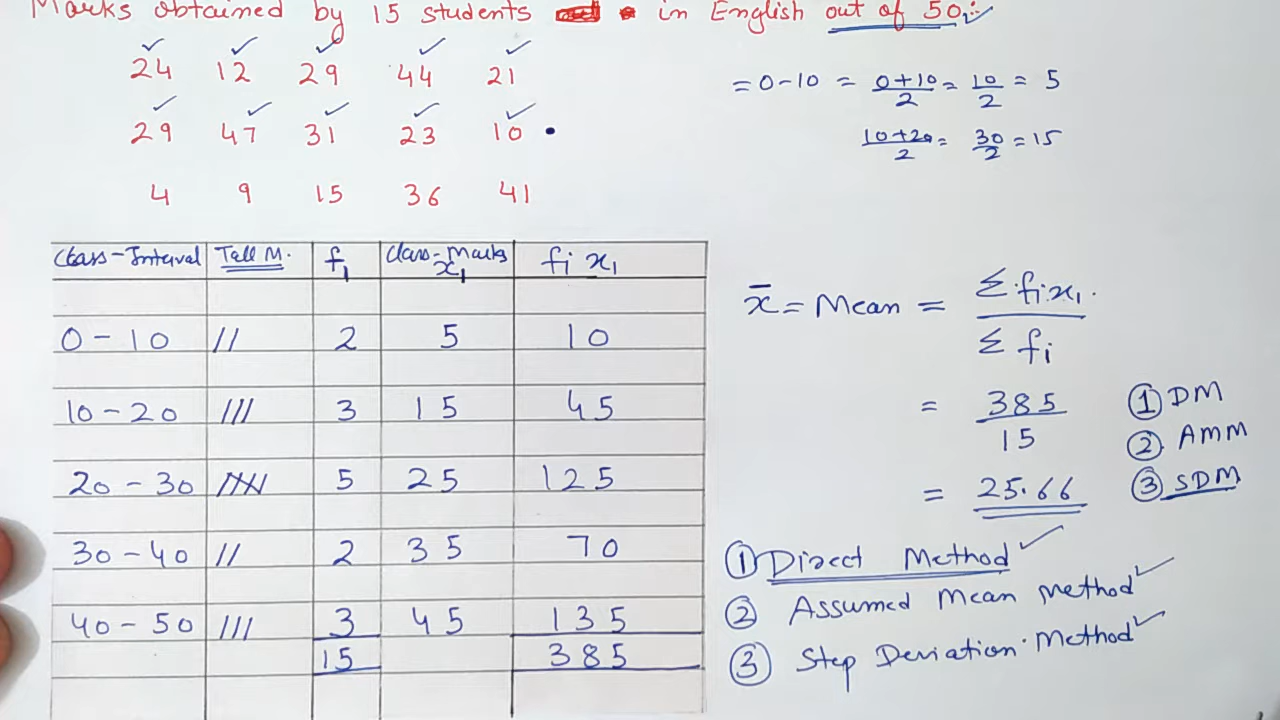 Marks obtained by 15 students in English out of 50:
24 12 29 44 21
29 47 31 23 10
4 9 15 36 41
= 0-10 = 0+10/2 = 10/2 = 5
10+20/2 = 30/2 = 15
Class-Interval Tall M. f1 Class-Marks x1 fi x1
0-10 // 2 5 10
10-20 /// 3 15 45
20-30 //// 5 25 125
30-40 // 2 35 70
40-50 /// 3 45 135
15 385
x̄ = Mean = Σ fi x1 / Σ fi
= 385/15
= 25.66
① DM
② AMM
③ SDM
① Direct Method
② Assumed Mean Method
③ Step Deviation Method